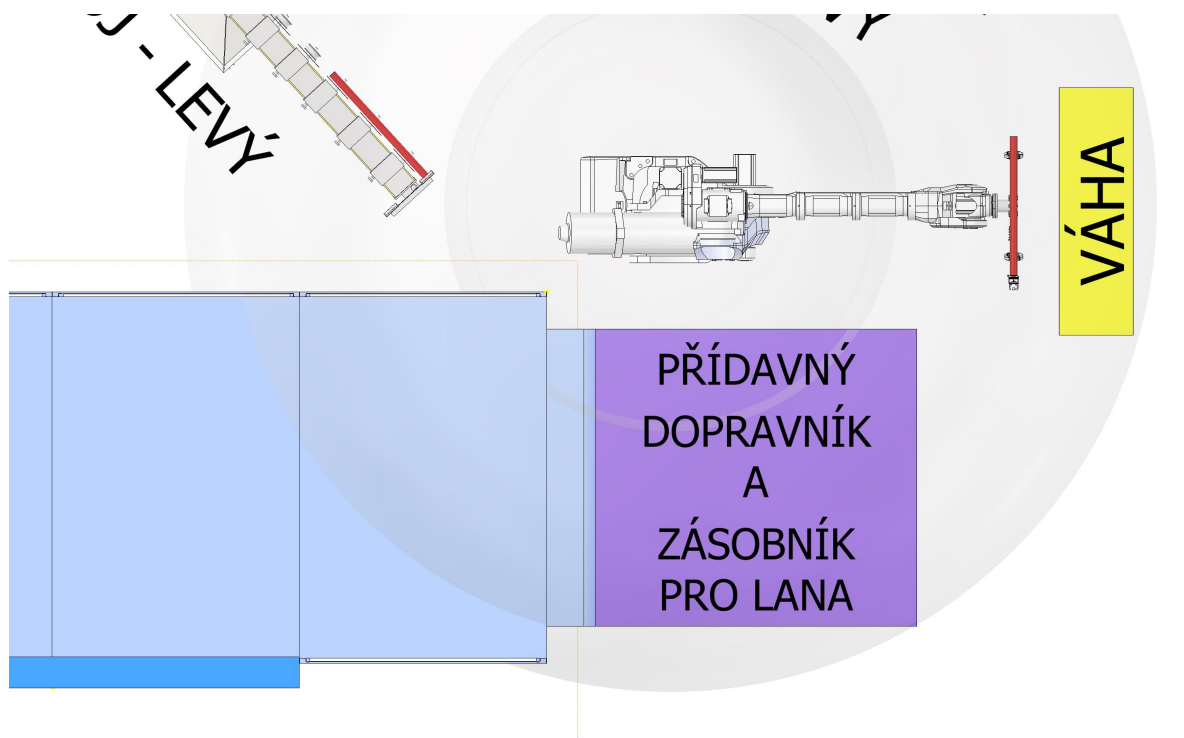 - LEVÝ
VÁHA
PŘÍDAVNÝ
DOPRAVNÍK
A
ZÁSOBNÍK
PRO LANA